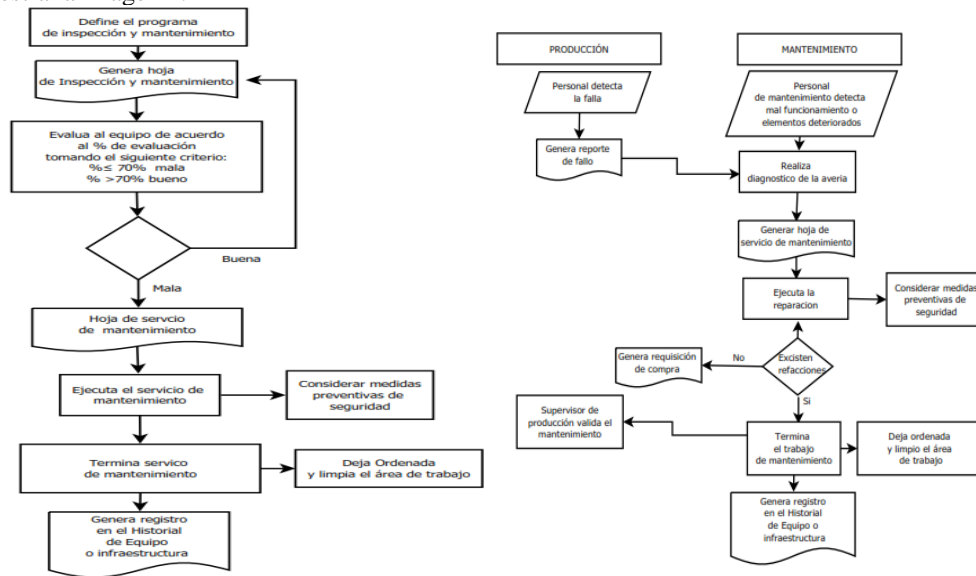 Define el programa
de inspección y mantenimiento
Genera hoja
de Inspección y mantenimiento
Evalua al equipo de acuerdo
al % de evaluación
tomando el siguiente criterio:
%≤ 70% mala
% >70% bueno
Buena
Mala
Hoja de servcio
de mantenimiento
Ejecuta el servicio de
mantenimiento
Considerar medidas
preventivas de
seguridad
Termina servico
de mantenimiento
Deja Ordenada
y limpia el área de trabajo
Genera registro
en el Historial
de Equipo
o infraestructura
PRODUCCIÓN
MANTENIMIENTO
Personal detecta
la falla
Personal
de mantenimiento detecta
mal funcionamiento o
elementos deteriorados
Genera reporte
de fallo
Realiza
diagnostico de la averia
Generar hoja de
servicio de mantenimiento
Ejecuta la
reparacion
Considerar medidas
preventivas de
seguridad
Excisten
refacciones
No
Genera requisición
de compra
Si
Supervisor de
producción valida el
mantenimiento
Termina
el trabajo
de mantenimiento
Deja ordenada
y limpio el área
de trabajo
Genera registro
en el Historial
de Equipo o
infraestructura